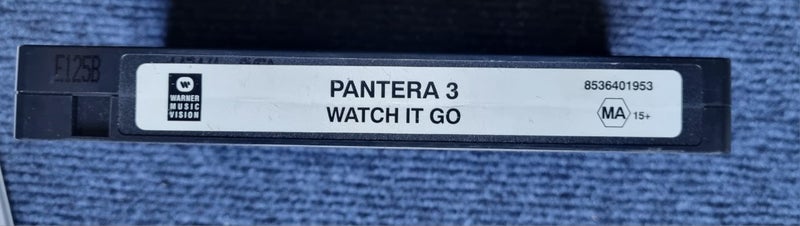 E125B
WARNER
MUSIC
VISION
PANTERA 3
WATCH IT GO
8536401953
MA 15+